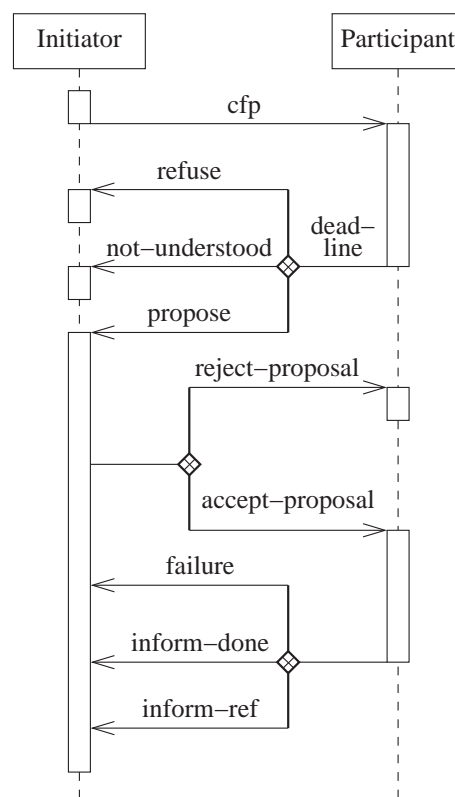 Initiator
Participant
cfp
refuse
dead–
line
not–understood
propose
reject–proposal
accept–proposal
failure
inform–done
inform–ref